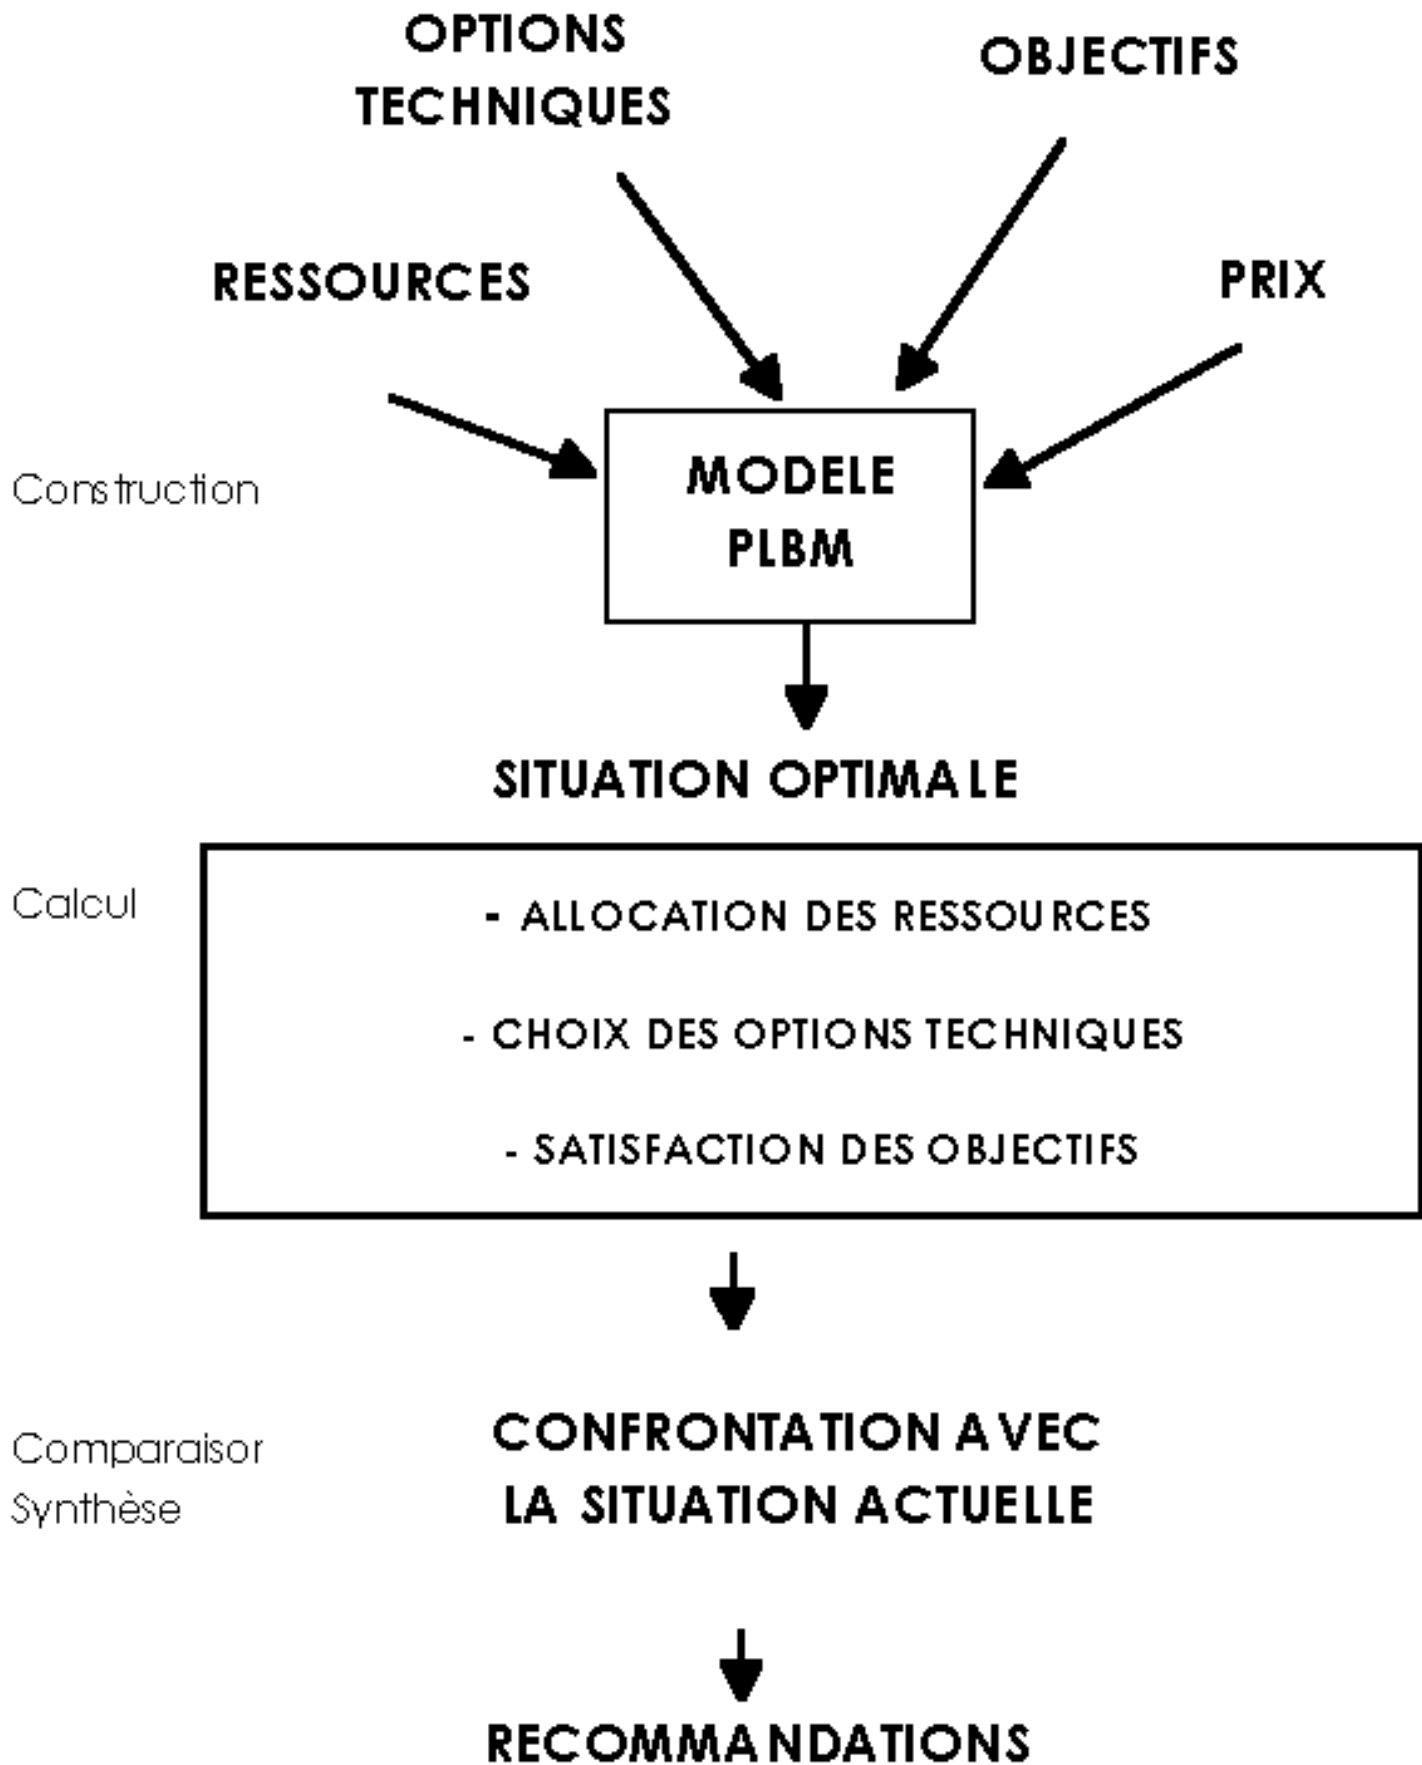 OPTIONS
TECHNIQUES
OBJECTIFS
RESSOURCES
PRIX
Construction
MODELE
PLBM
SITUATION OPTIMALE
Calcul
- ALLOCATION DES RESSOURCES
- CHOIX DES OPTIONS TECHNIQUES
- SATISFACTION DES OBJECTIFS
Comparaisor
Synthèse
CONFRONTATION AVEC
LA SITUATION ACTUELLE
RECOMMANDATIONS